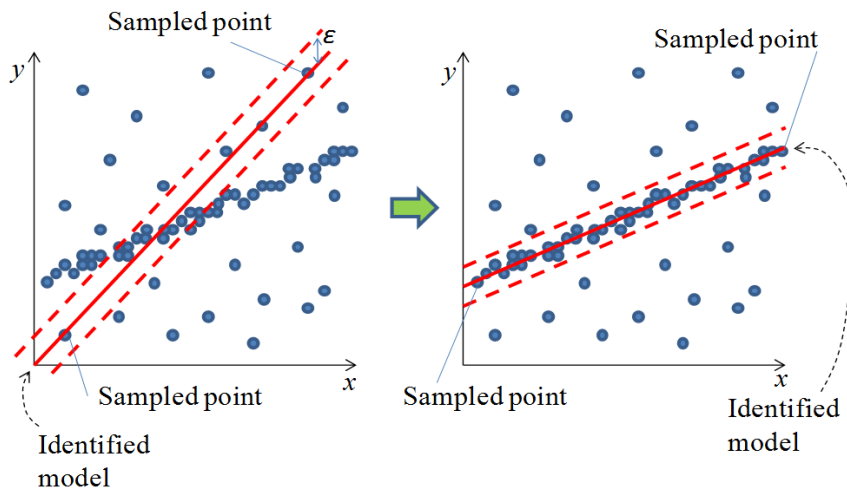 Sampled point
ε
y
x
Sampled point
Identified
model
Sampled point
y
x
Sampled point
Identified
model